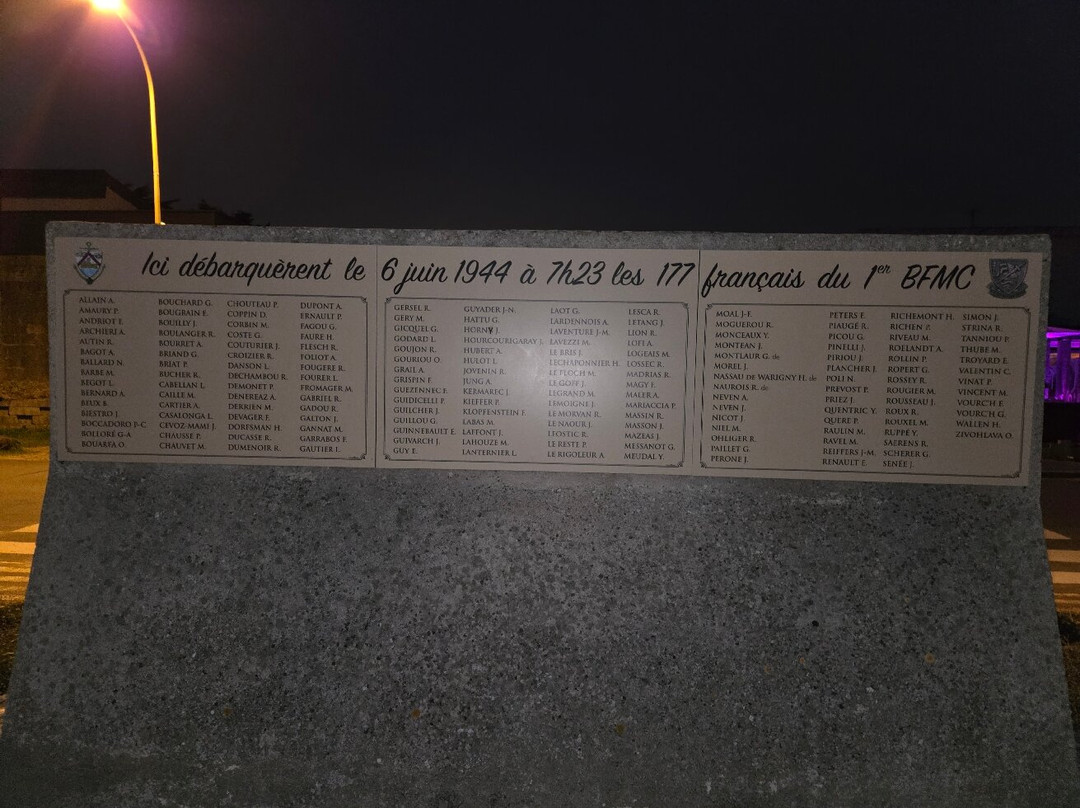 Ici débarquèrent le 6 juin 1944 à 7h23 les 177 français du 1er BFMC
ALLAIN A.
AMAURY P.
ANDRIOT E.
ARCHIERI A.
AUTIN R.
BAGOT A.
BALLARD N.
BARBE M.
BEGOT L.
BERNARD A.
BEUX R.
BIESTRO J.
BOCCADORO P-C
BOLLORÉ G-A
BOUARFA O.
BOUCHARD G.
BOUGRAIN E.
BOUILLY J.
BOULANGER R.
BOURRET A.
BRIAND G.
BRIAT P.
BUCHER R.
CABELLAN L.
CAILLE M.
CARTIER A.
CASALONGA L.
CEVOZ-MAMI J.
CHAUSSE P.
CHAUVET M.
CHOUTEAU P.
COPPIN D.
CORBIN M.
COSTE G.
COUTURIER J.
CROIZIER R.
DANSON L.
DECHAMBOU R.
DEMONET P.
DENEREAZ A.
DERRIEN M.
DEVAGER F.
DORFSMAN H.
DUCASSE R.
DUMENOIR R.
DUPONT A.
ERNAULT P.
FAGOU G.
FAURE H.
FLESCH R.
FOLIOT A.
FOUGERE R.
FOURER L.
FROMAGER M.
GABRIEL R.
GADOU R.
GALTON J.
GANNAT M.
GARRABOS F.
GAUTIER L.
GERSEL R.
GERY M.
GICQUEL G.
GODARD L.
GOUJON R.
GOURIOU O.
GRAIL A.
GRISPIN F.
GUEZENNEC F.
GUIDICELLI P.
GUILCHER J.
GUILLOU G.
GUINNEBAULT E.
GUIVARCH J.
GUY E.
GUYADER J-N.
HATTU G.
HORNY J.
HOURCOURIGARAY J.
HUBERT A.
HULOT L.
JOVENIN R.
JUNG A.
KERMAREC J.
KIEFFER P.
KLOPFENSTEIN F.
LABAS M.
LAFFONT J.
LAHOUZE M.
LANTERNIER L.
LAOT G.
LARDENNOIS A.
LAVENTURE J-M.
LAVEZZI M.
LE BRIS J.
LECHAPONNIER H.
LE FLOCH M.
LE GOFF J.
LEGRAND M.
LEMOIGNE J.
LE MORVAN R.
LE NAOUR J.
LEOSTIC R.
LE RESTE P.
LE RIGOLEUR A.
LESCA R.
LETANG J.
LION R.
LOFI A.
LOGEAIS M.
LOSSEC R.
MADRIAS R.
MAGY F.
MALER A.
MARIACCIA P.
MASSIN R.
MASSON J.
MAZEAS J.
MESSANOT G.
MEUDAL Y.
MOAL J-F.
MOGUEROU R.
MONCEAUX Y.
MONTEAN J.
MONTLAUR G. de
MOREL J.
NASSAU DE WARIGNY H. de
NAUROIS R. de
NEVEN A.
NEVEN J.
NICOT J.
NIEL M.
OHLIGER R.
PAILLET G.
PERONE J.
PETERS F.
PIAUGE R.
PICOU G.
PINELLI J.
PIRIOU J.
PLANCHER J.
POLI N.
PREVOST P.
PRIEZ J.
QUENTRIC Y.
QUERE P.
RAULIN M.
RAVEL M.
REIFFERS J-M.
RENAULT F.
RICHEMONT H.
RICHEN P.
RIVEAU M.
ROELANDT A.
ROLLIN P.
ROPERT G.
ROSSEY R.
ROUGIER M.
ROUSSEAU J.
ROUX R.
ROUXEL M.
RUPPÉ Y.
SAERENS R.
SCHERER G
SENÉE J.
SIMON J.
STRINA R.
TANNIOU P.
THUBE M.
TROYARD E.
VALENTIN C.
VINAT P.
VINCENT M.
VOURCH F.
VOURCH G.
WALLEN H.
ZIVOHLAVA O.